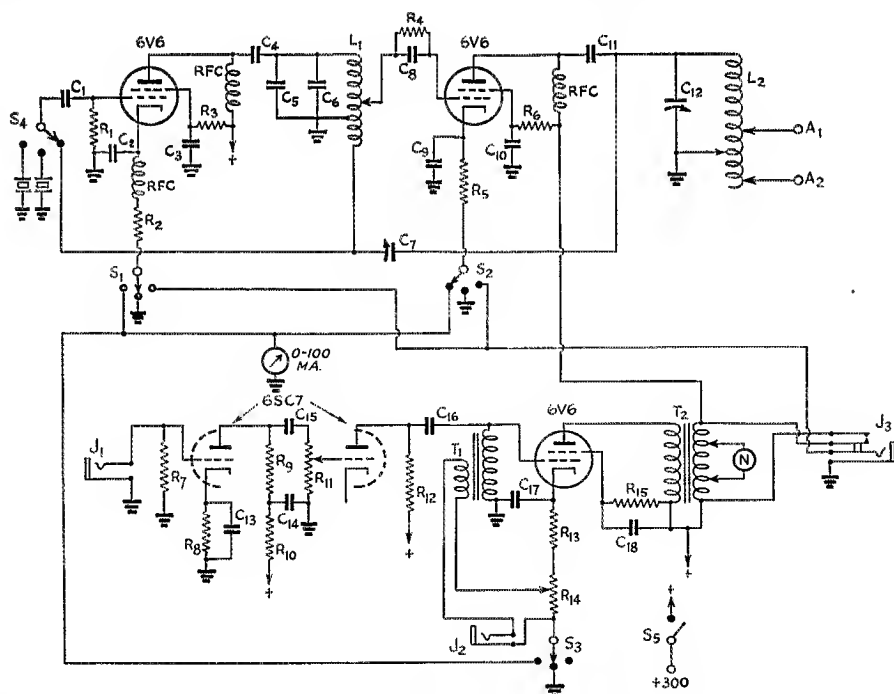 6V6
C1
R1
C2
S4
RFC
R2
S1
R3
C3
RFC
+
C4
C5
C6
L1
R4
C8
C7
6V6
C9
R5
S2
C10
R6
RFC
C11
C12
L2
A1
A2
0-100
MA.
6SC7
J1
R7
R8
C13
R9
C14
R10
+
C15
R11
R12
+
C16
T1
C17
6V6
R13
R14
J2
S3
R15
C18
T2
N
+
J3
+
S5
+300